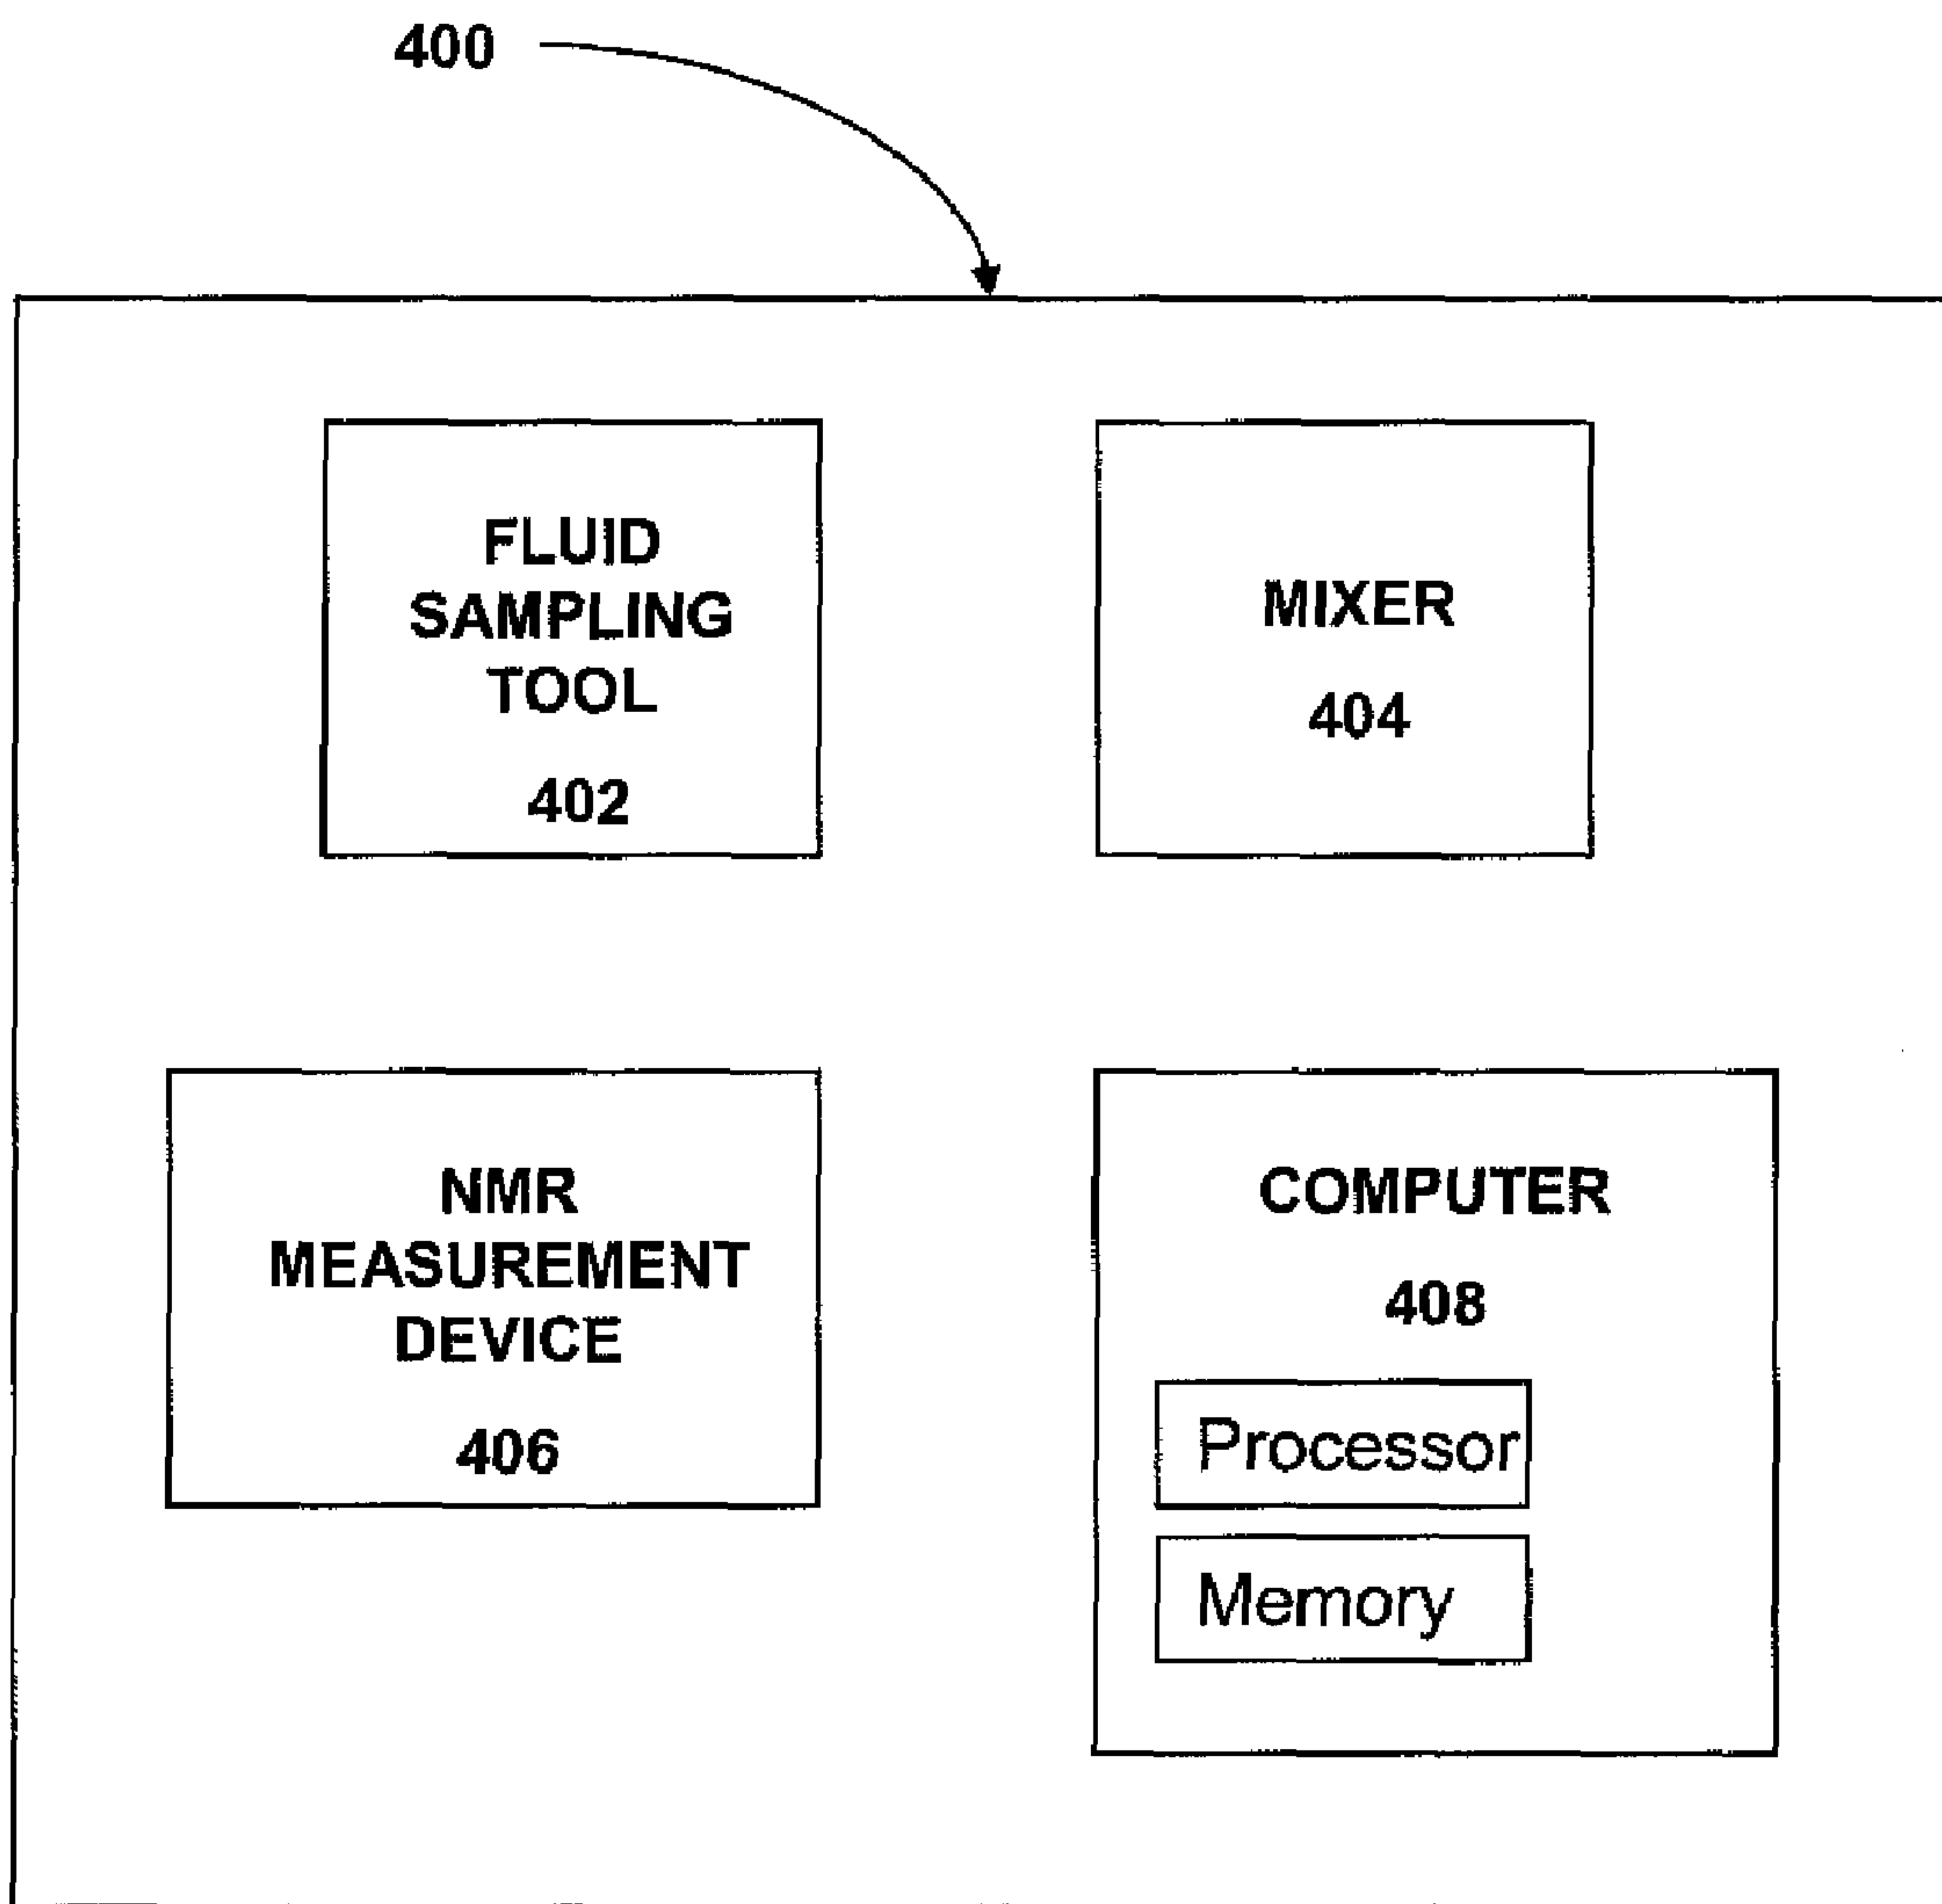 400
FLUID
SAMPLING
TOOL
402
MIXER
404
NMR
MEASUREMENT
DEVICE
406
COMPUTER
408
Processor
Memory